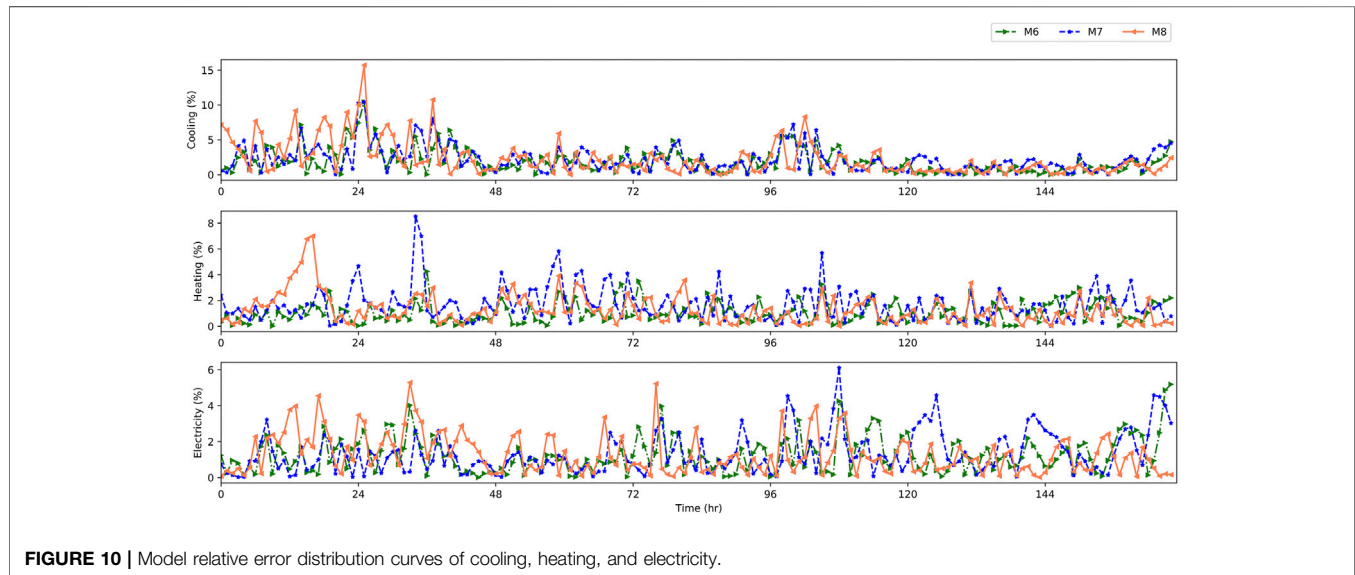 M6 M7 M8
Cooling (%)
15
10
5
0
0 24 48 72 96 120 144
Heating (%)
8
6
4
2
0
0 24 48 72 96 120 144
Electricity (%)
6
4
2
0
0 24 48 72 96 120 144
Time (hr)
FIGURE 10 | Model relative error distribution curves of cooling, heating, and electricity.